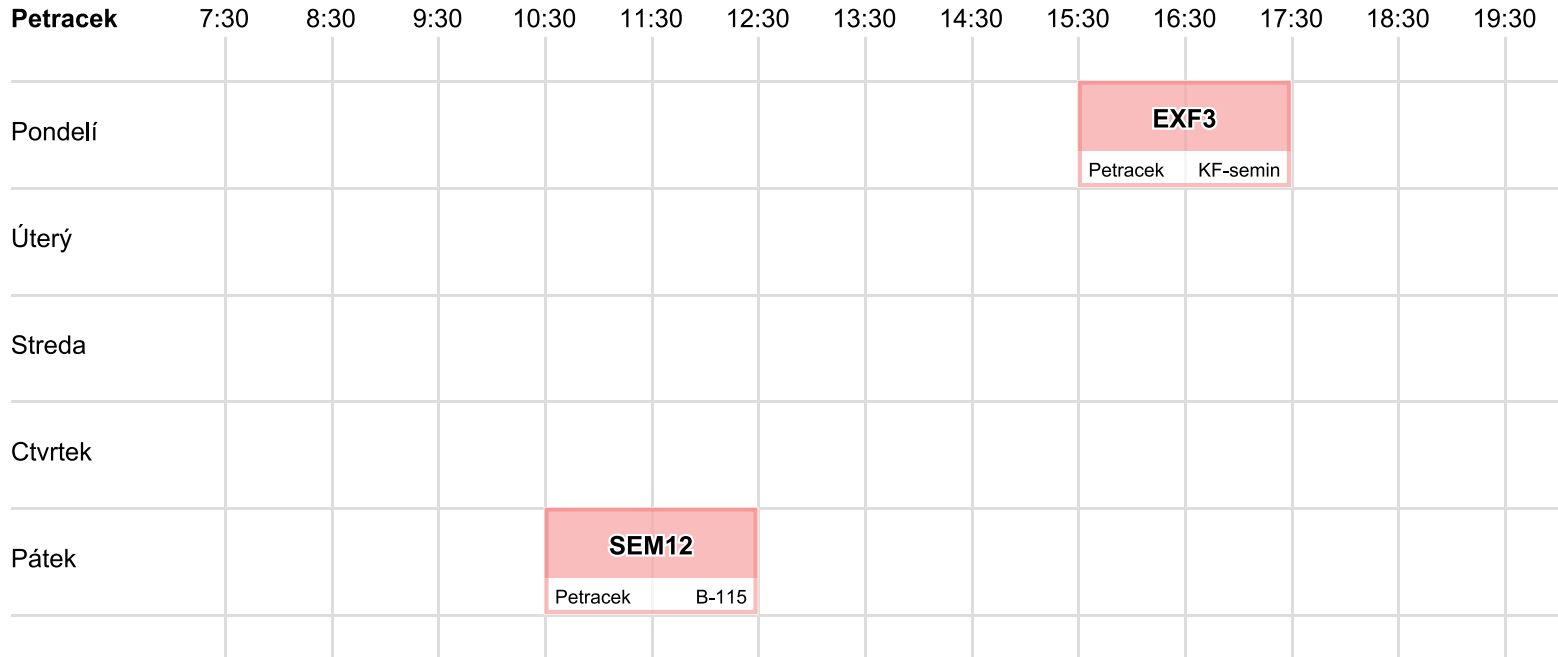 Petracek 7:30 8:30 9:30 10:30 11:30 12:30 13:30 14:30 15:30 16:30 17:30 18:30 19:30
Pondelí
EXF3
Petracek KF-semin
Úterý
Streda
Ctvrtek
Pátek
SEM12
Petracek B-115